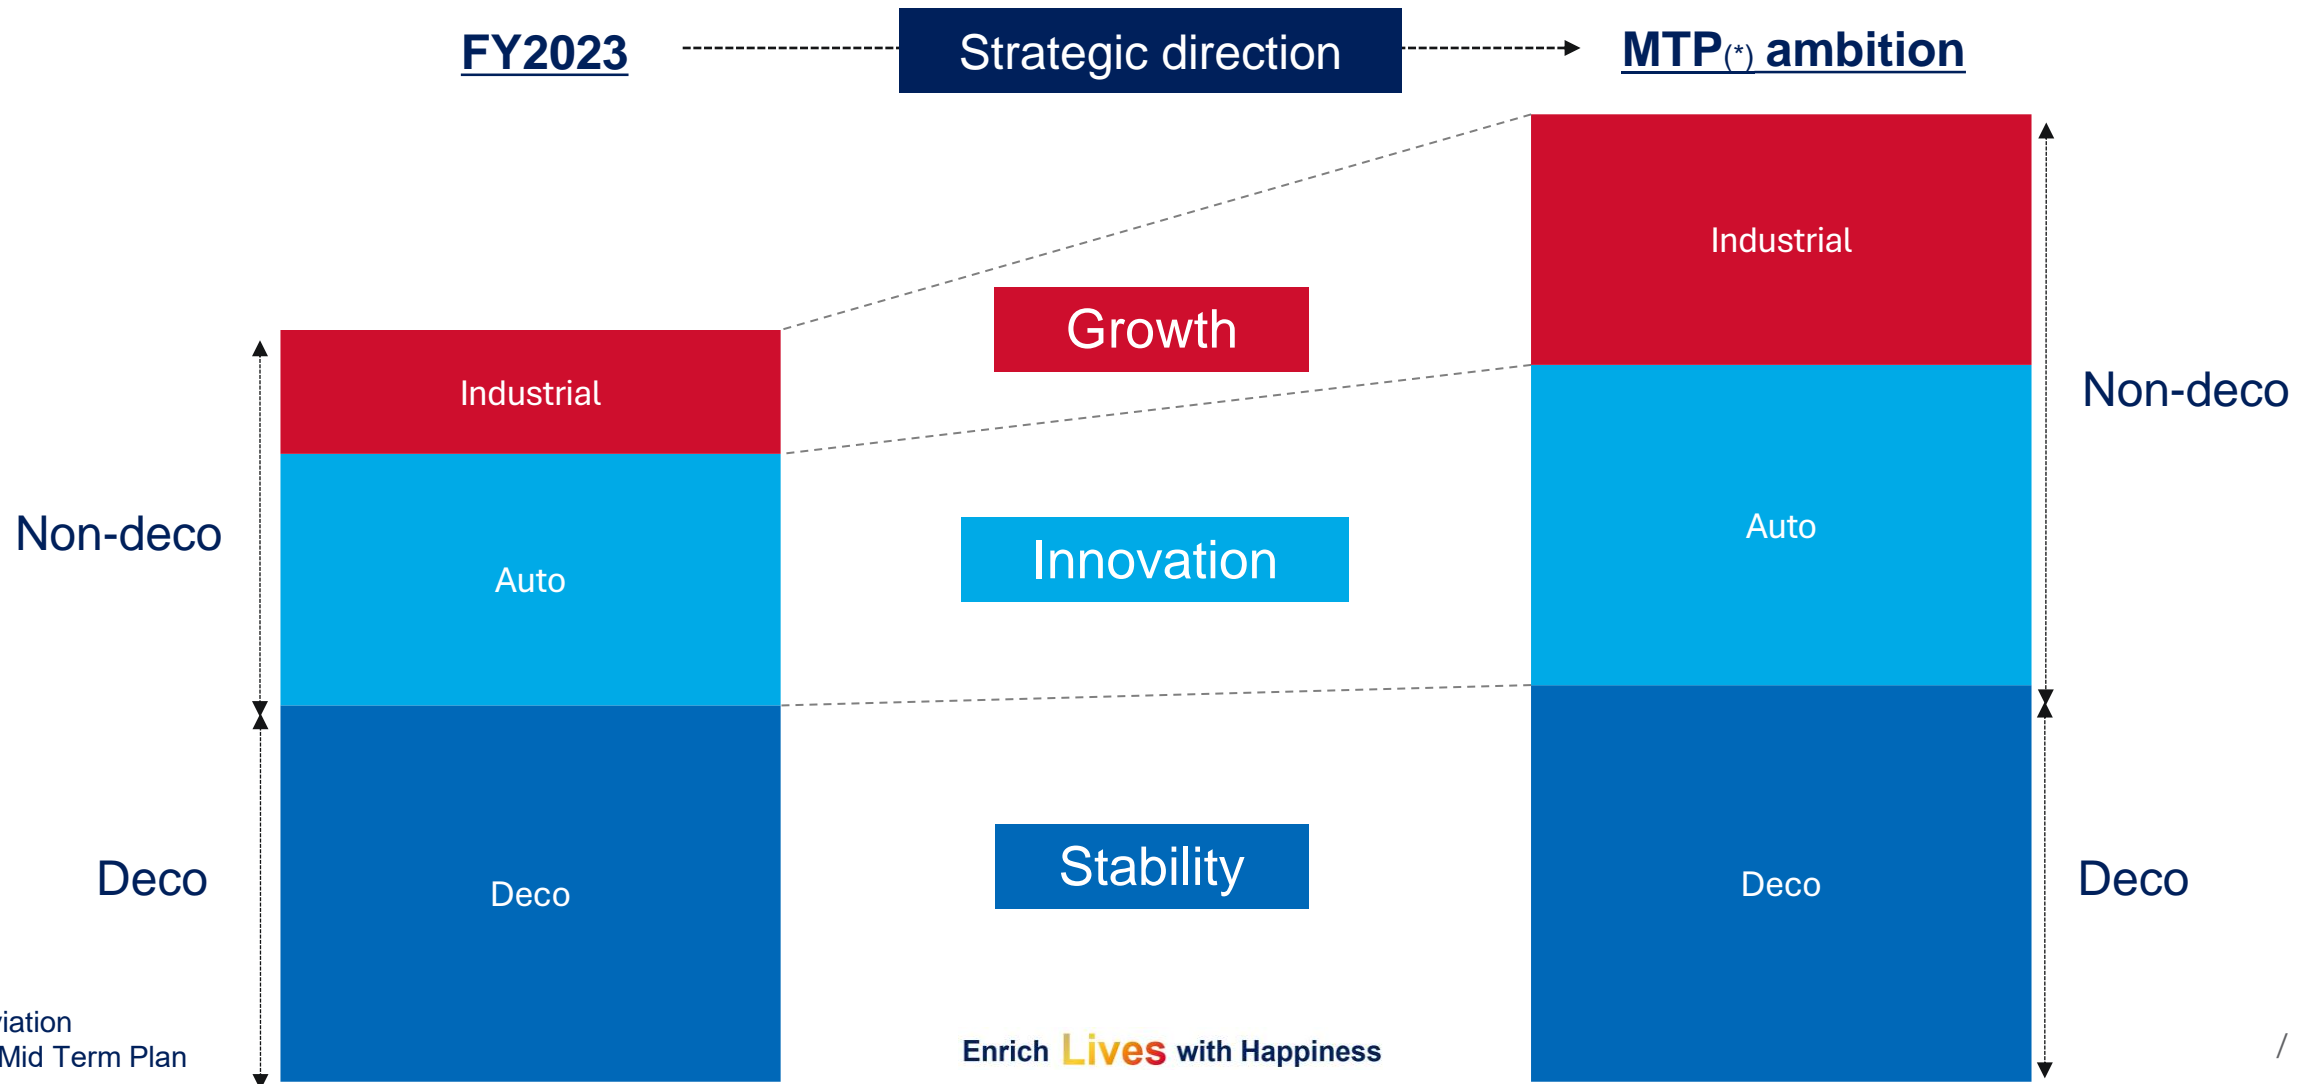 FY2023
Strategic direction
MTP(*) ambition
Industrial
Growth
Industrial
Non-deco
Non-deco
Auto
Innovation
Auto
Deco
Deco
Stability
Deco
Deco
Mid Term Plan
Enrich Lives with Happiness
/